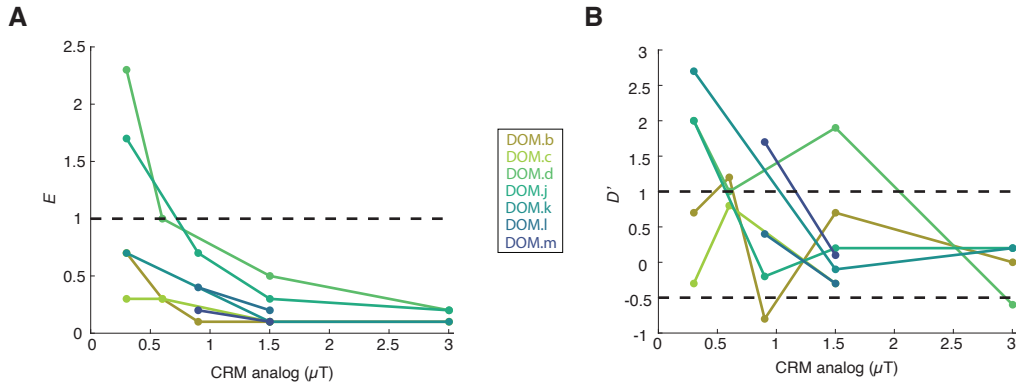 A
E
2.5
2
1.5
1
0.5
0
0 0.5 1 1.5 2 2.5 3
CRM analog (μT)
DOM.b
DOM.c
DOM.d
DOM.j
DOM.k
DOM.l
DOM.m
B
D'
3
2.5
2
1.5
1
1
0
-0.5
-1
0 0.5 1 1.5 2 2.5 3
CRM analog (μT)